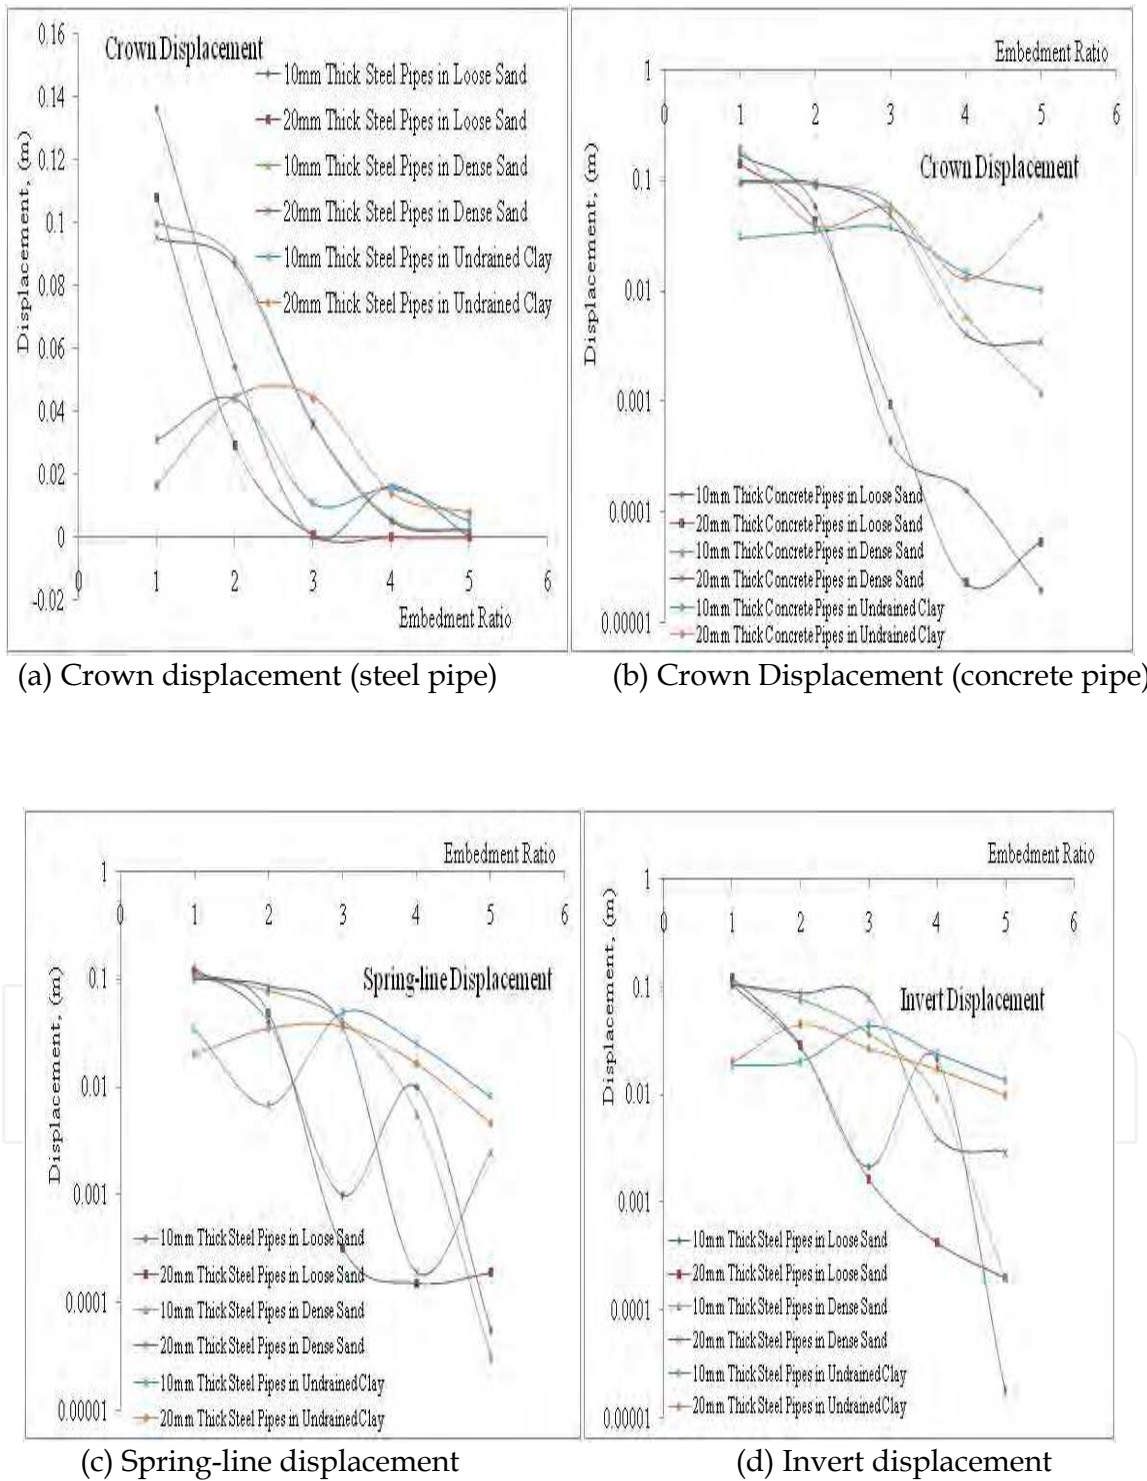 Crown Displacement
10mm Thick Steel Pipes in Loose Sand
20mm Thick Steel Pipes in Loose Sand
10mm Thick Steel Pipes in Dense Sand
20mm Thick Steel Pipes in Dense Sand
10mm Thick Steel Pipes in Undrained Clay
20mm Thick Steel Pipes in Undrained Clay
Displacement, (m)
0.16
0.14
0.12
0.1
0.08
0.06
0.04
0.02
0
-0.02
0 1 2 3 4 5 6
Embedment Ratio
(a) Crown displacement (steel pipe)
Embedment Ratio
0 1 2 3 4 5 6
Crown Displacement
Displacement, (m)
1
0.1
0.01
0.001
0.0001
0.00001
10mm Thick Concrete Pipes in Loose Sand
20mm Thick Concrete Pipes in Loose Sand
10mm Thick Concrete Pipes in Dense Sand
20mm Thick Concrete Pipes in Dense Sand
10mm Thick Concrete Pipes in Undrained Clay
20mm Thick Concrete Pipes in Undrained Clay
(b) Crown Displacement (concrete pipe)
Embedment Ratio
0 1 2 3 4 5 6
Spring-line Displacement
Displacement, (m)
1
0.1
0.01
0.001
0.0001
0.00001
10mm Thick Steel Pipes in Loose Sand
20mm Thick Steel Pipes in Loose Sand
10mm Thick Steel Pipes in Dense Sand
20mm Thick Steel Pipes in Dense Sand
10mm Thick Steel Pipes in Undrained Clay
20mm Thick Steel Pipes in Undrained Clay
(c) Spring-line displacement
Embedment Ratio
0 1 2 3 4 5 6
Invert Displacement
Displacement, (m)
1
0.1
0.01
0.001
0.0001
0.00001
10mm Thick Steel Pipes in Loose Sand
20mm Thick Steel Pipes in Loose Sand
10mm Thick Steel Pipes in Dense Sand
20mm Thick Steel Pipes in Dense Sand
10mm Thick Steel Pipes in Undrained Clay
20mm Thick Steel Pipes in Undrained Clay
(d) Invert displacement